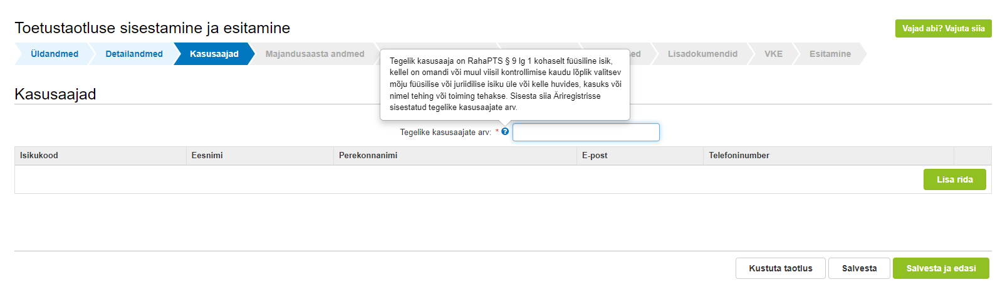 Toetustaotluse sisestamine ja esitamine
Vajad abi? Vajuta siia
Üldandmed Detailandmed Kasusaajad Majandusaasta andmed ed Lisadokumendid VKE Esitamine
Tegelik kasusaaja on RahaPTS § 9 lg 1 kohaselt füüsiline isik,
kellel on omandi või muul viisil kontrollimise kaudu lõplik valitsev
mõju füüsilise või juriidilise isiku üle või kelle huvides, kasuks või
nimel tehing või toiming tehakse. Sisesta siia Äriregistrisse
sisestatud tegelike kasusaajate arv.
Kasusaajad
Tegelike kasusaajate arv: * ?
Isikukood Eesnimi Perekonnanimi E-post Telefoninumber
Lisa rida
Kustuta taotlus Salvesta Salvesta ja edasi